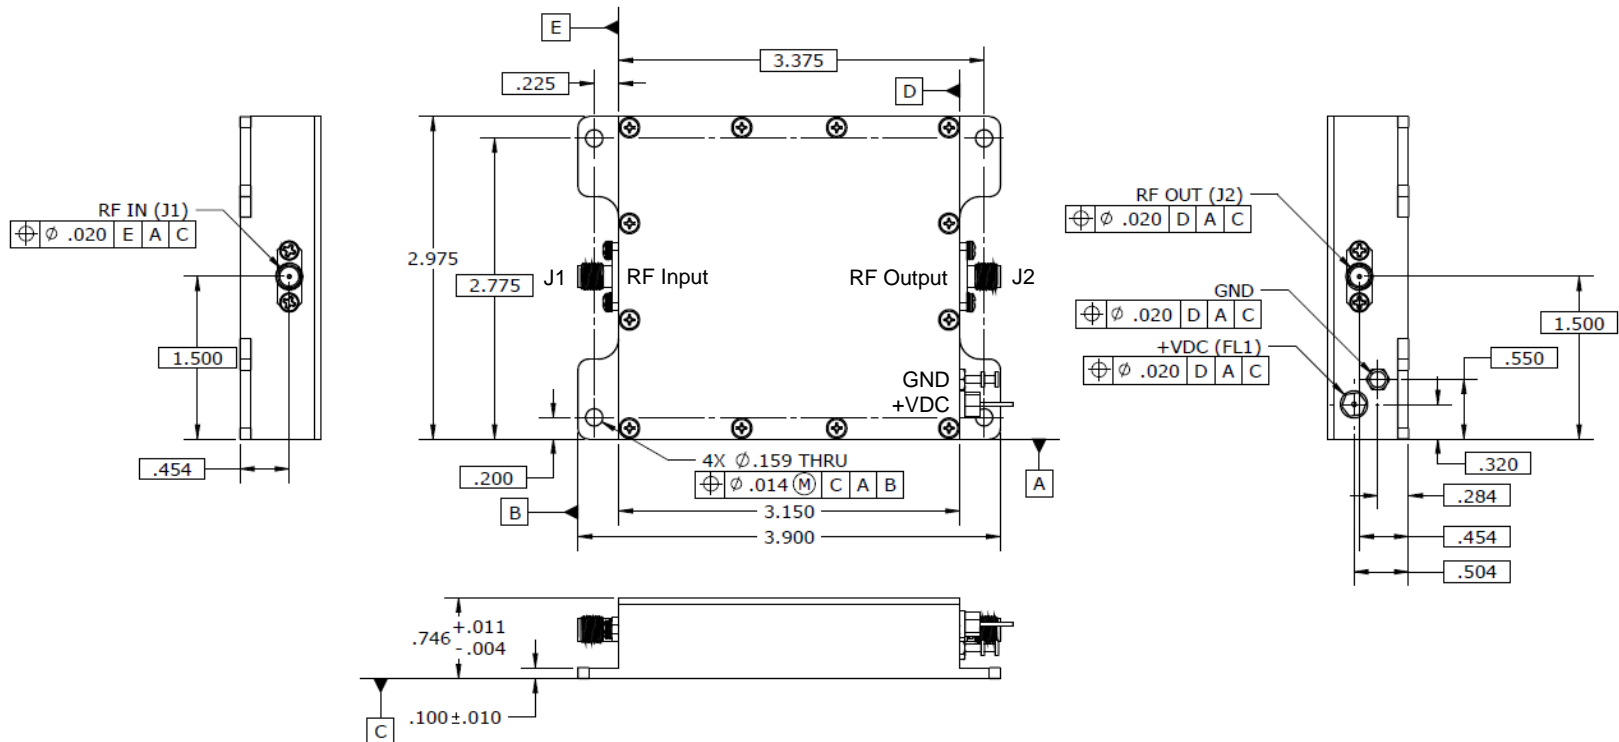 E
3.375
.225
D
RF IN (J1)
⌖ ⌀ .020 E A C
2.975
2.775
J1 RF Input
RF Output J2
1.500
GND
+VDC
.454
.200
4X ⌀.159 THRU
⌖ ⌀ .014 Ⓜ C A B
A
B
3.150
3.900
RF OUT (J2)
⌖ ⌀ .020 D A C
GND
⌖ ⌀ .020 D A C
+VDC (FL1)
⌖ ⌀ .020 D A C
1.500
.550
.320
.284
.454
.504
.746 +.011
-.004
.100±.010
C